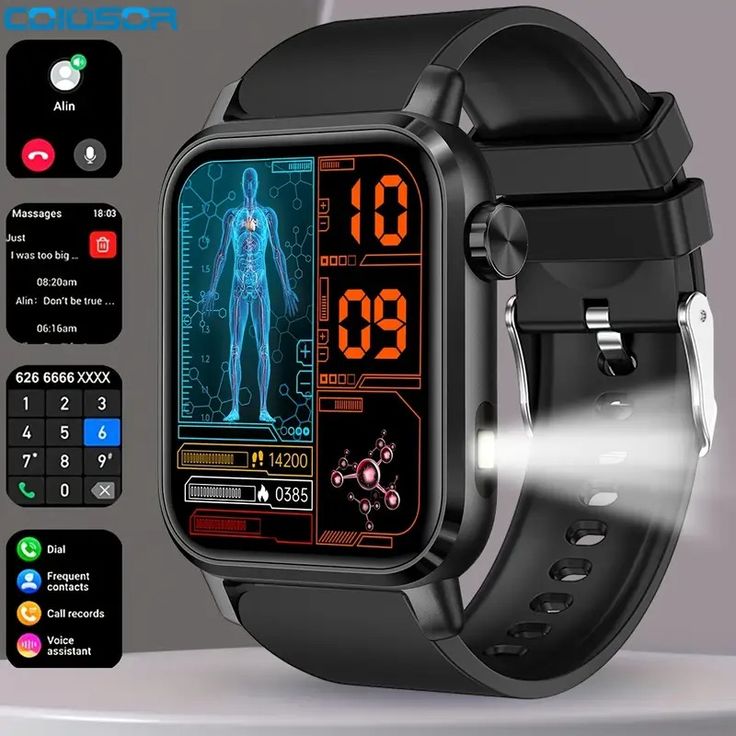 COIOSOR
Alin
Massages 18:03
Just
I was too big ...
08:20am
Alin: Don't be true ...
06:16am
626 6666 XXXX
1 2 3
4 5 6
7* 8 9#
0
Dial
Frequent
contacts
Call records
Voice
assistant
10
09
14200
0385